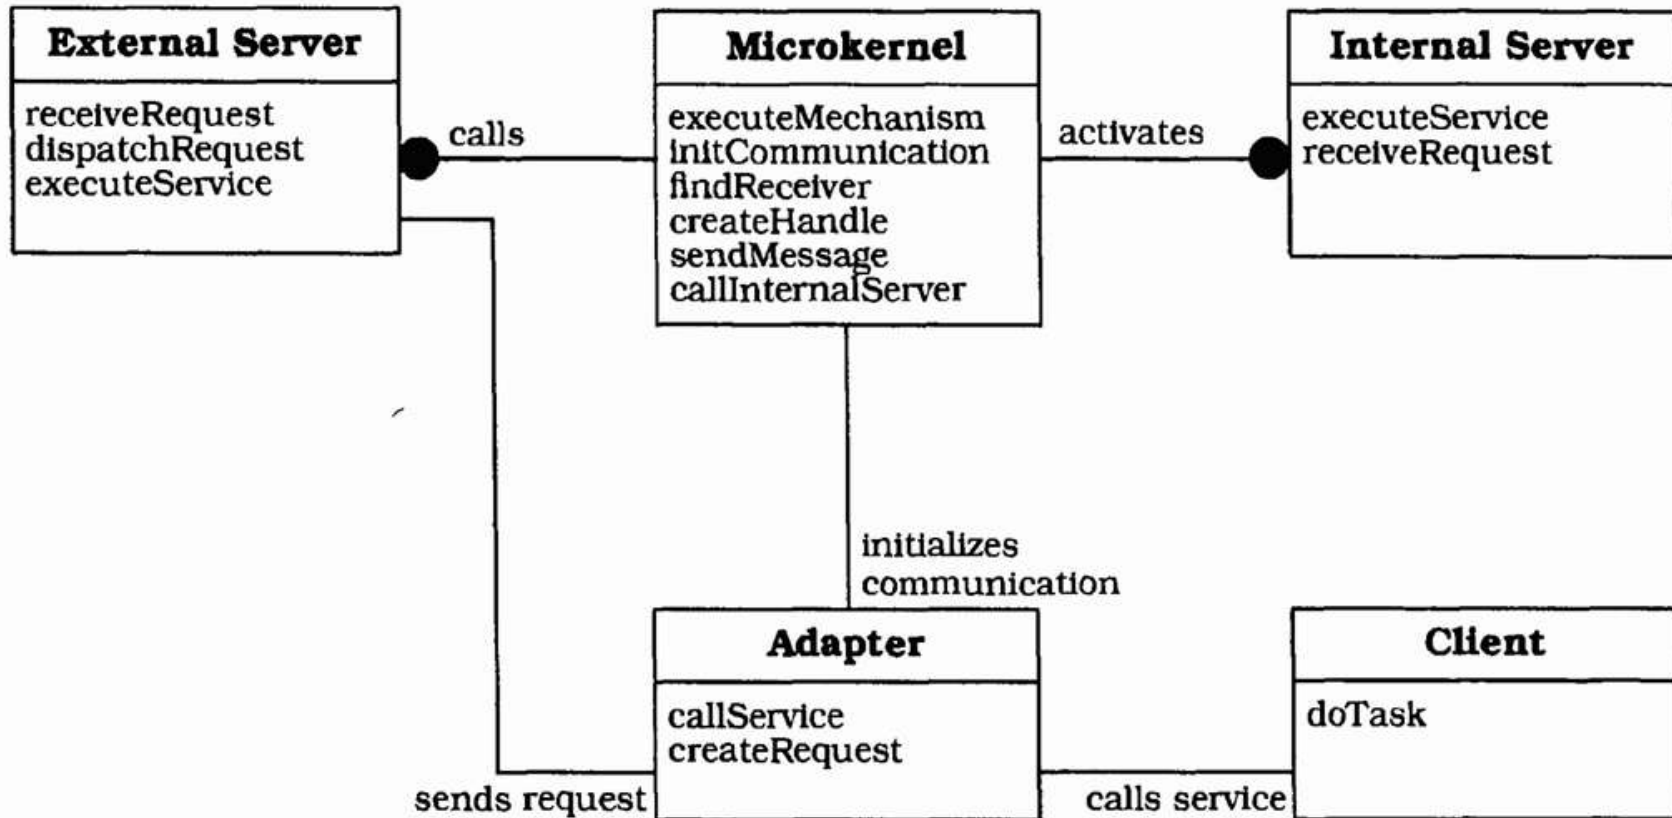 External Server
receiveRequest
dispatchRequest
executeService
calls
Microkernel
executeMechanism
initCommunication
findReceiver
createHandle
sendMessage
callInternalServer
activates
Internal Server
executeService
receiveRequest
initializes
communication
Adapter
callService
createRequest
sends request
calls service
Client
doTask